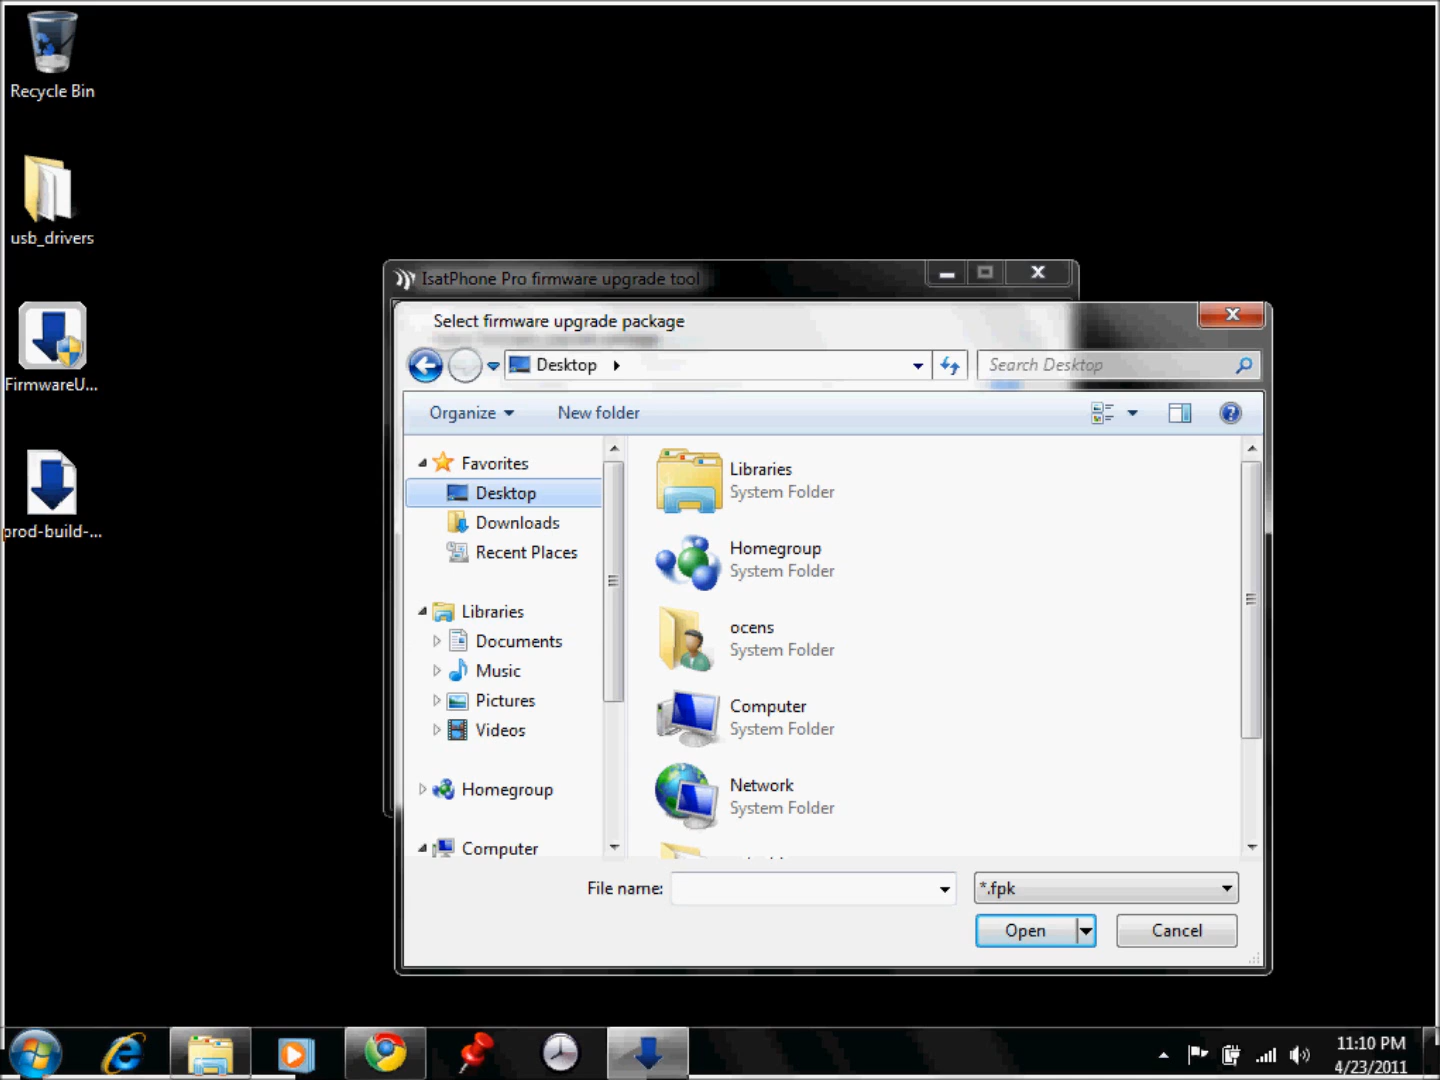 Recycle Bin
usb_drivers
FirmwareU...
prod-build-...
IsatPhone Pro firmware upgrade tool
Select firmware upgrade package
Desktop
Search Desktop
Organize
New folder
Favorites
Desktop
Downloads
Recent Places
Libraries
Documents
Music
Pictures
Videos
Homegroup
Computer
Libraries
System Folder
Homegroup
System Folder
ocens
System Folder
Computer
System Folder
Network
System Folder
File name:
*.fpk
Open
Cancel
11:10 PM
4/23/2011